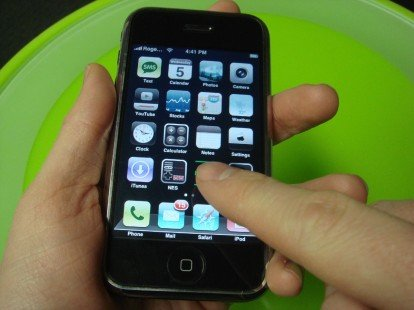 Roge... 4:41 PM
SMS Wednesday
5
Text Calendar Photos Camera
YouTube Stocks Maps Weather
Clock Calculator Notes Settings
iTunes NES
Phone Mail Safari iPod